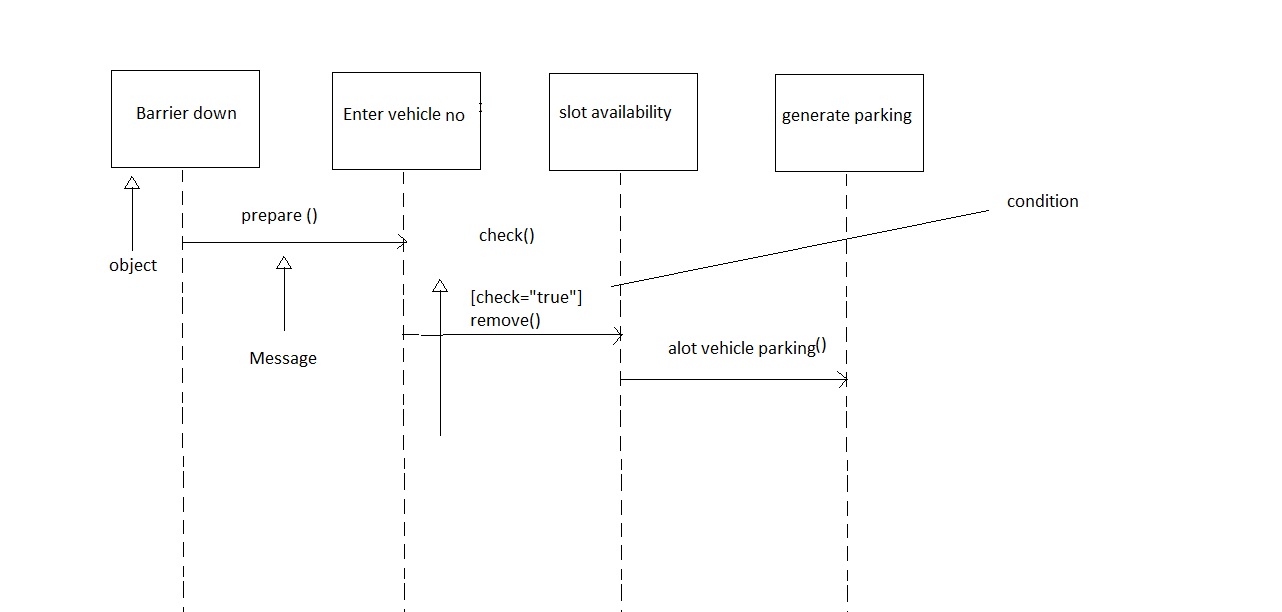 Barrier down
Enter vehicle no
slot availability
generate parking
condition
prepare ()
check()
object
[check="true"]
remove()
Message
alot vehicle parking()